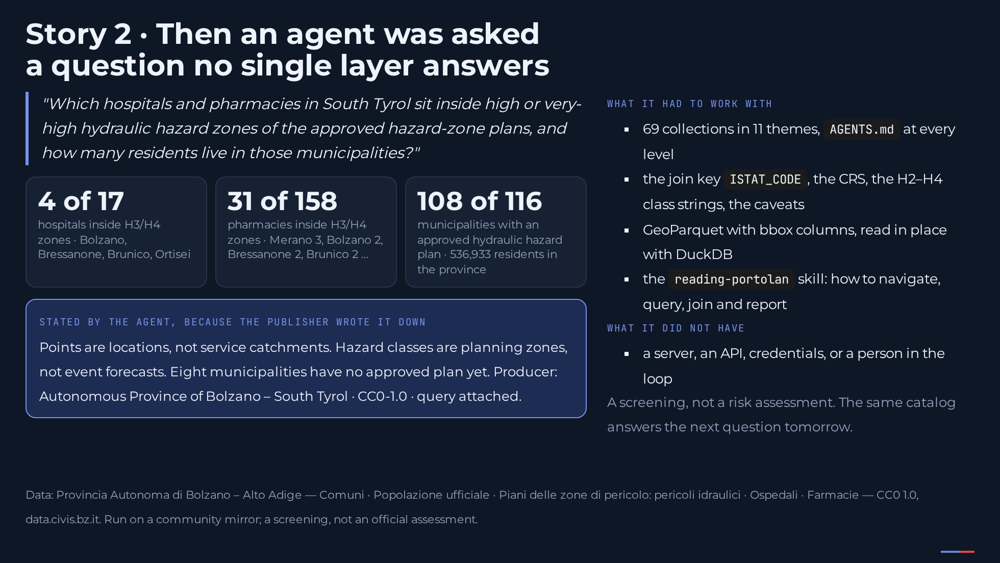 Story 2 · Then an agent was asked
a question no single layer answers
"Which hospitals and pharmacies in South Tyrol sit inside high or very-
high hydraulic hazard zones of the approved hazard-zone plans, and
how many residents live in those municipalities?"
4 of 17
hospitals inside H3/H4
zones · Bolzano,
Bressanone, Brunico, Ortisei
31 of 158
pharmacies inside H3/H4
zones · Merano 3, Bolzano 2,
Bressanone 2, Brunico 2 ...
108 of 116
municipalities with an
approved hydraulic hazard
plan · 536,933 residents in
the province
STATED BY THE AGENT, BECAUSE THE PUBLISHER WROTE IT DOWN
Points are locations, not service catchments. Hazard classes are planning zones,
not event forecasts. Eight municipalities have no approved plan yet. Producer:
Autonomous Province of Bolzano – South Tyrol · CC0-1.0 · query attached.
WHAT IT HAD TO WORK WITH
▪ 69 collections in 11 themes, AGENTS.md at every
level
▪ the join key ISTAT_CODE, the CRS, the H2–H4
class strings, the caveats
▪ GeoParquet with bbox columns, read in place
with DuckDB
▪ the reading-portolan skill: how to navigate,
query, join and report
WHAT IT DID NOT HAVE
▪ a server, an API, credentials, or a person in the
loop
A screening, not a risk assessment. The same catalog
answers the next question tomorrow.
Data: Provincia Autonoma di Bolzano – Alto Adige — Comuni · Popolazione ufficiale · Piani delle zone di pericolo: pericoli idraulici · Ospedali · Farmacie — CC0 1.0,
data.civis.bz.it. Run on a community mirror; a screening, not an official assessment.